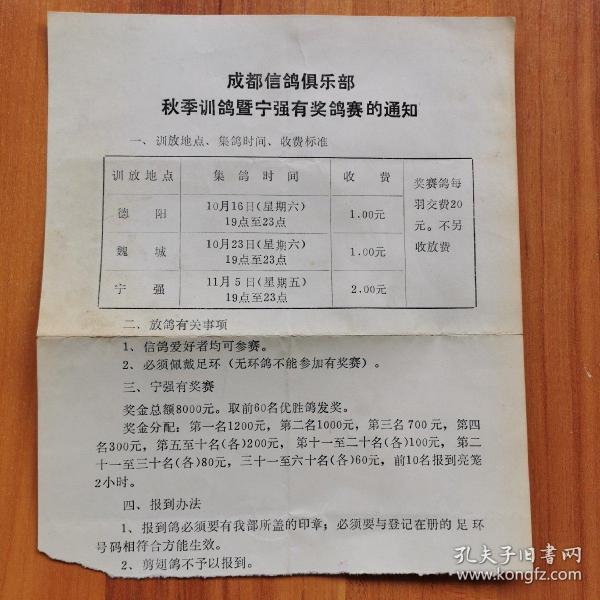 成都信鸽俱乐部
秋季训鸽暨宁强有奖鸽赛的通知
一、训放地点、集鸽时间、收费标准
训放地点 集鸽时间 收费 奖赛鸽每羽交费20元。不另收放费
德阳 10月16日(星期六) 19点至23点 1.00元
魏城 10月23日(星期六) 19点至23点 1.00元
宁强 11月5日(星期五) 19点至23点 2.00元
二、放鸽有关事项
1、信鸽爱好者均可参赛。
2、必须佩戴足环(无环鸽不能参加有奖赛)。
三、宁强有奖赛
奖金总额8000元。取前60名优胜鸽发奖。
奖金分配：第一名1200元，第二名1000元，第三名700元，第四
名300元，第五至十名(各)200元，第十一至二十名(各)100元，第二
十一至三十名(各)80元，三十一至六十名(各)60元，前10名报到亮笼
2小时。
四、报到办法
1、报到鸽必须要有我部所盖的印章；必须要与登记在册的足环
号码相符合方能生效。
2、剪翅鸽不予以报到。
孔夫子旧书网
www.kongfz.com